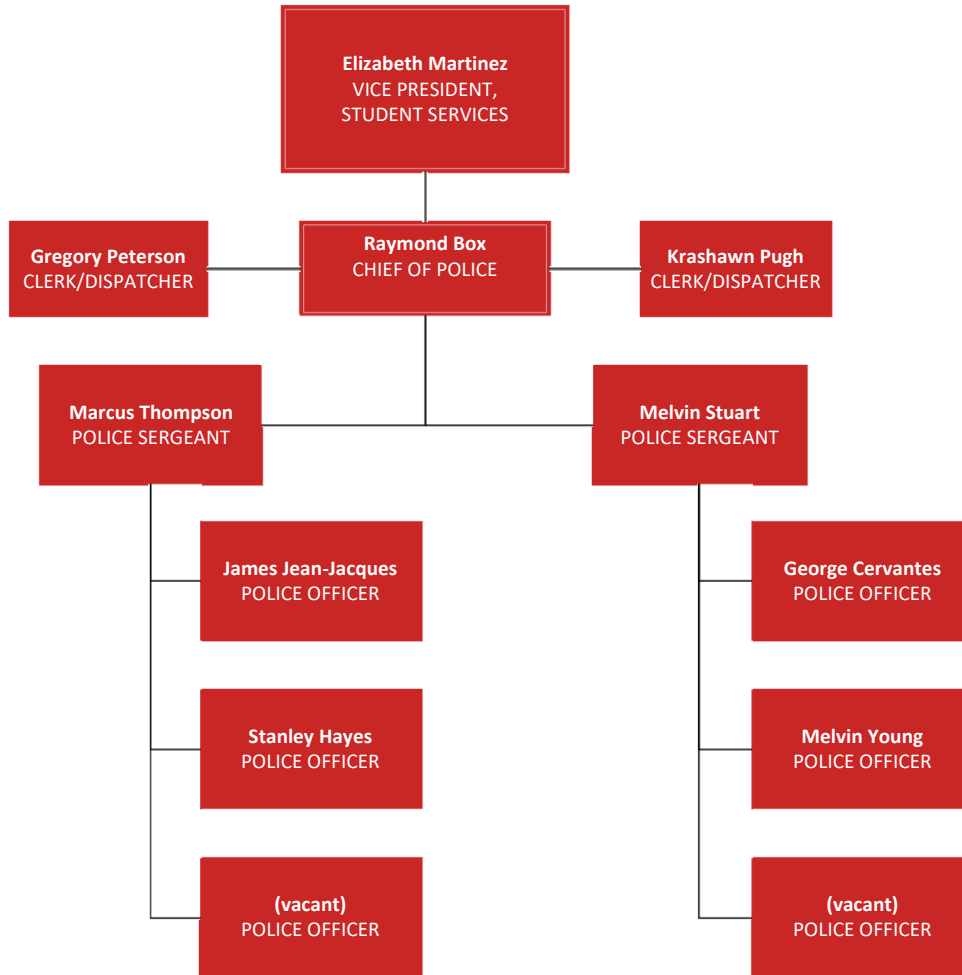 Elizabeth Martinez
VICE PRESIDENT,
STUDENT SERVICES
Gregory Peterson
CLERK/DISPATCHER
Raymond Box
CHIEF OF POLICE
Krashawn Pugh
CLERK/DISPATCHER
Marcus Thompson
POLICE SERGEANT
Melvin Stuart
POLICE SERGEANT
James Jean-Jacques
POLICE OFFICER
George Cervantes
POLICE OFFICER
Stanley Hayes
POLICE OFFICER
Melvin Young
POLICE OFFICER
(vacant)
POLICE OFFICER
(vacant)
POLICE OFFICER